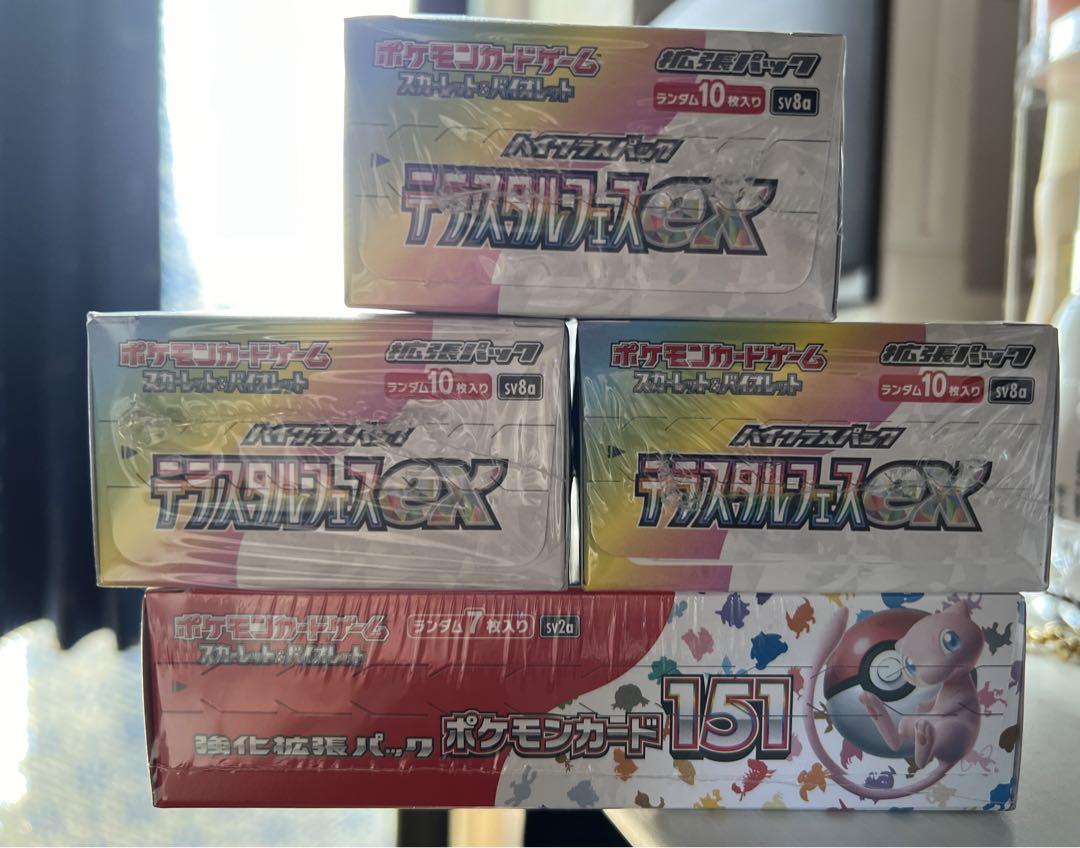 ポケモンカードゲーム
スカーレット&バイオレット
拡張パック
ランダム10枚入り sv8a
ハイクラスパック
テラスタルフェスex
ポケモンカードゲーム
スカーレット&バイオレット
拡張パック
ランダム10枚入り sv8a
ハイクラスパック
テラスタルフェスex
ポケモンカードゲーム
スカーレット&バイオレット
拡張パック
ランダム10枚入り sv8a
ハイクラスパック
テラスタルフェスex
ポケモンカードゲーム
スカーレット&バイオレット
ランダム7枚入り sv2a
強化拡張パック ポケモンカード151